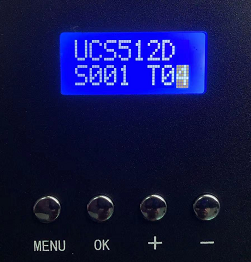 UCS512D
S001 T04
MENU OK + −